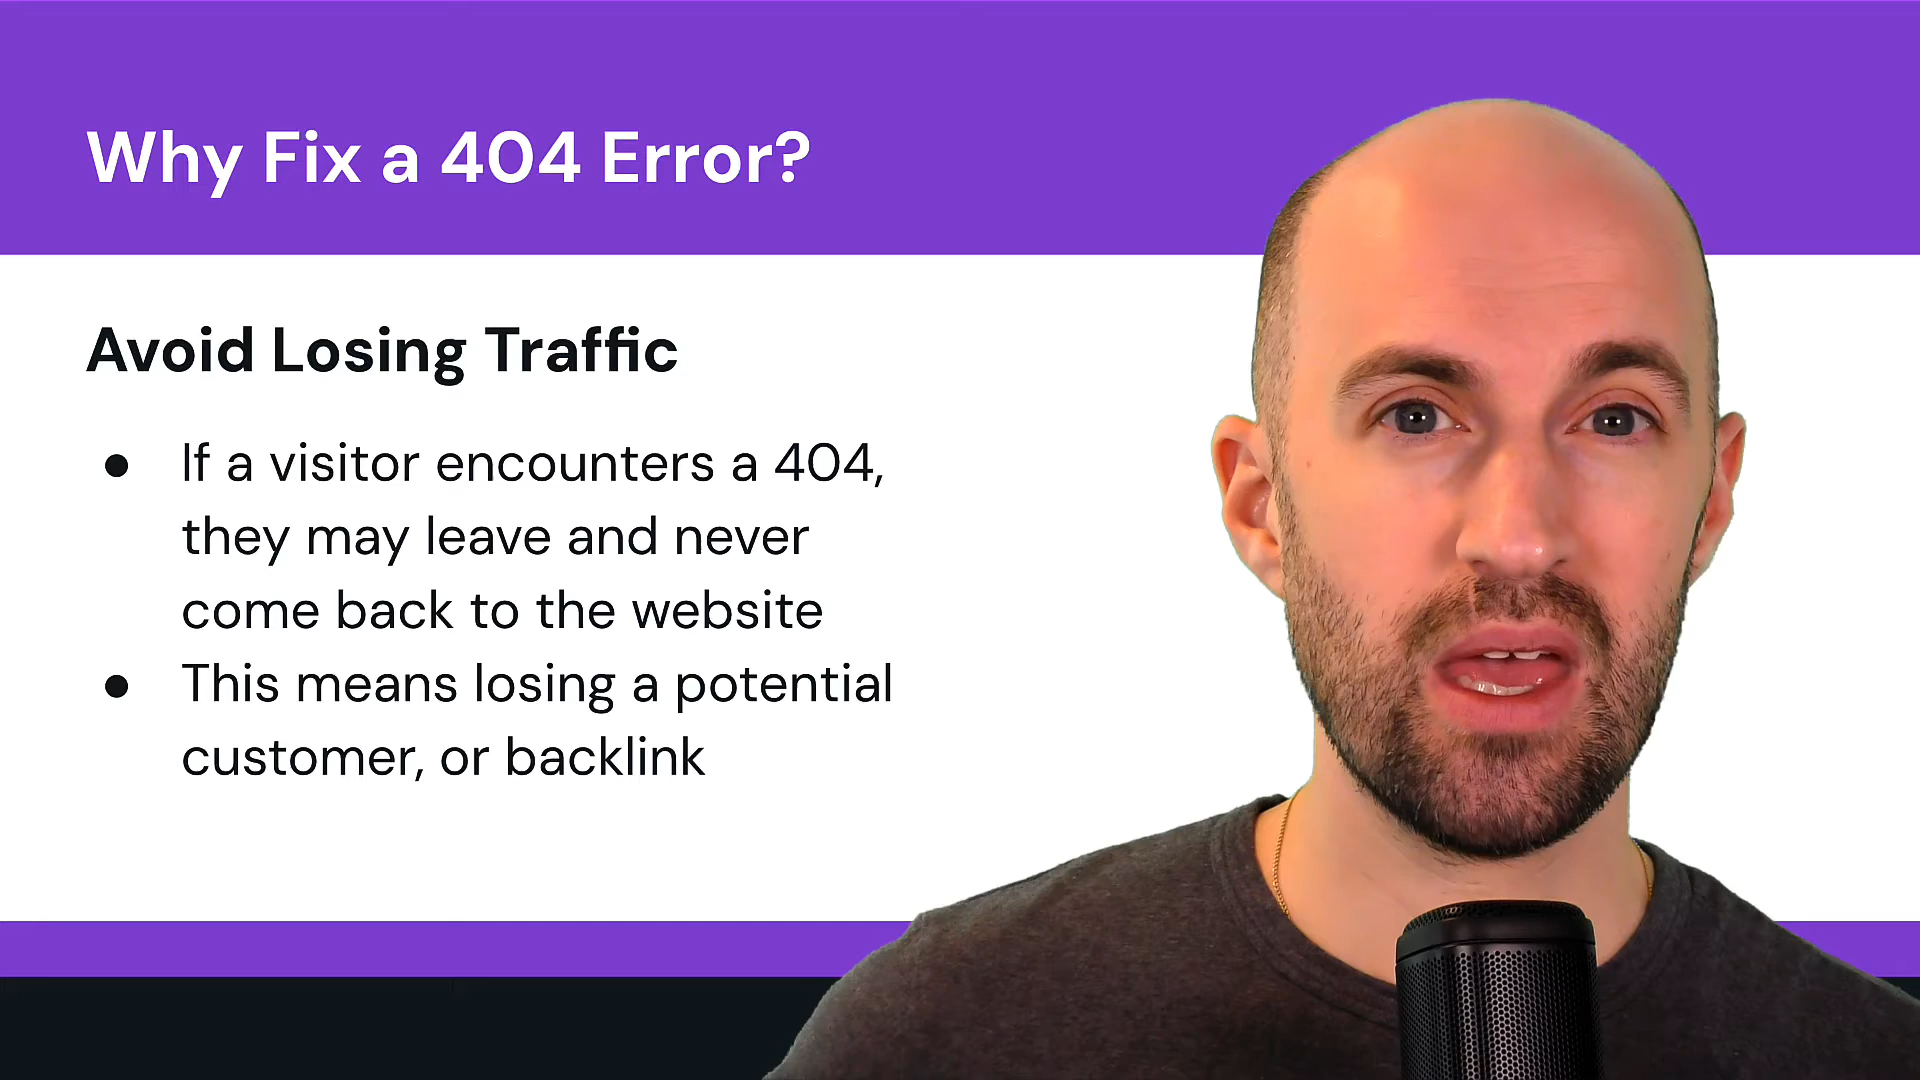 Why Fix a 404 Error?
Avoid Losing Traffic
● If a visitor encounters a 404,
they may leave and never
come back to the website
● This means losing a potential
customer, or backlink